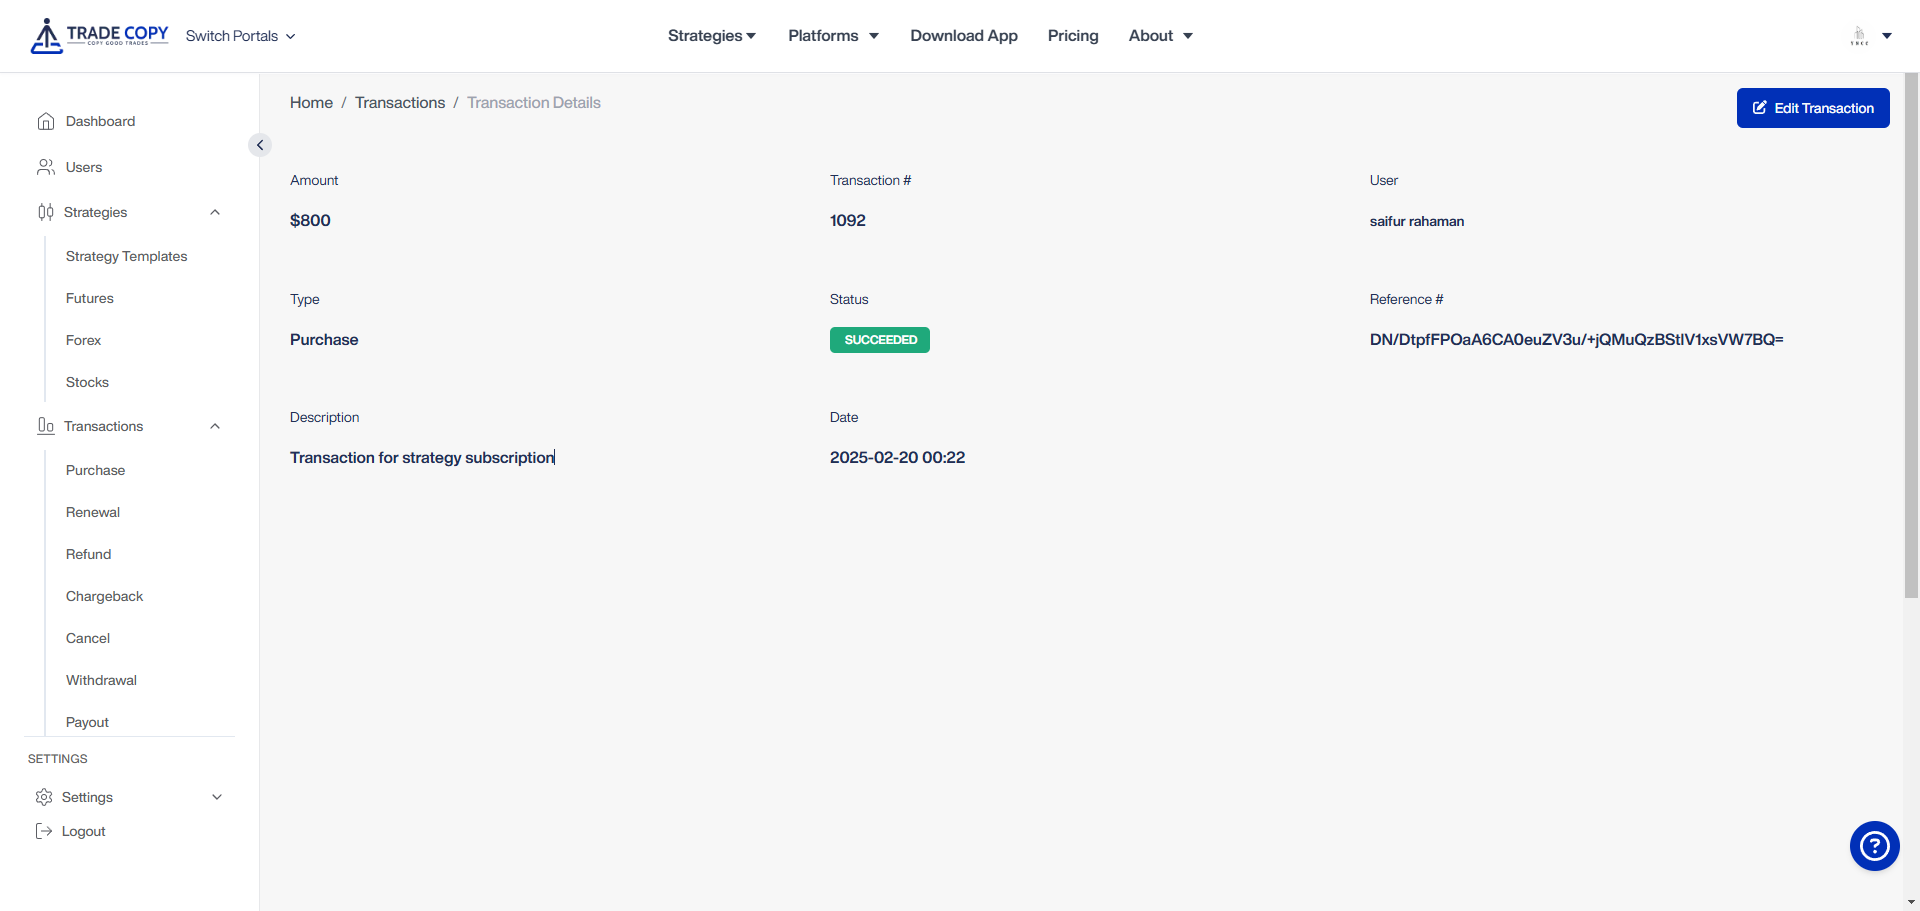 TRADE COPY
COPY GOOD TRADES
Switch Portals
Strategies
Platforms
Download App
Pricing
About
Dashboard
Users
Strategies
Strategy Templates
Futures
Forex
Stocks
Transactions
Purchase
Renewal
Refund
Chargeback
Cancel
Withdrawal
Payout
SETTINGS
Settings
Logout
Home / Transactions / Transaction Details
Edit Transaction
Amount
$800
Transaction #
1092
User
saifur rahaman
Type
Purchase
Status
SUCCEEDED
Reference #
DN/DtpfFPOaA6CA0euZV3u/+jQMuQzBStlV1xsVW7BQ=
Description
Transaction for strategy subscription
Date
2025-02-20 00:22
?